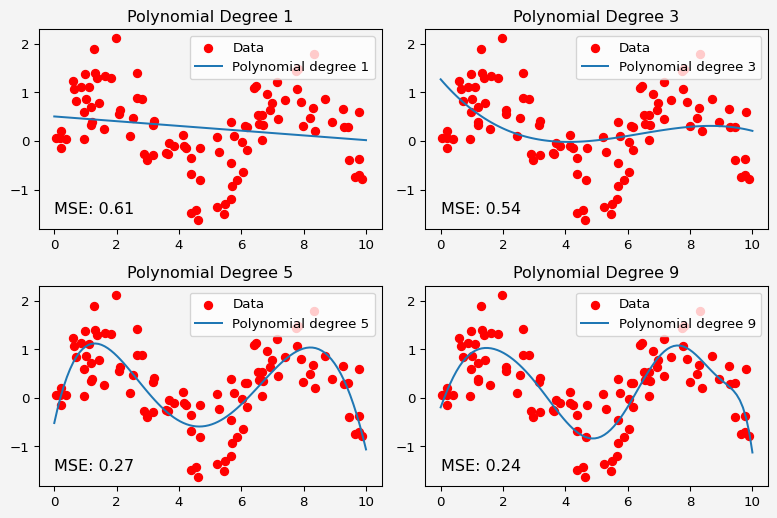 Polynomial Degree 1
Data
Polynomial degree 1
2
1
0
−1
MSE: 0.61
0 2 4 6 8 10
Polynomial Degree 3
Data
Polynomial degree 3
2
1
0
−1
MSE: 0.54
0 2 4 6 8 10
Polynomial Degree 5
Data
Polynomial degree 5
2
1
0
−1
MSE: 0.27
0 2 4 6 8 10
Polynomial Degree 9
Data
Polynomial degree 9
2
1
0
−1
MSE: 0.24
0 2 4 6 8 10